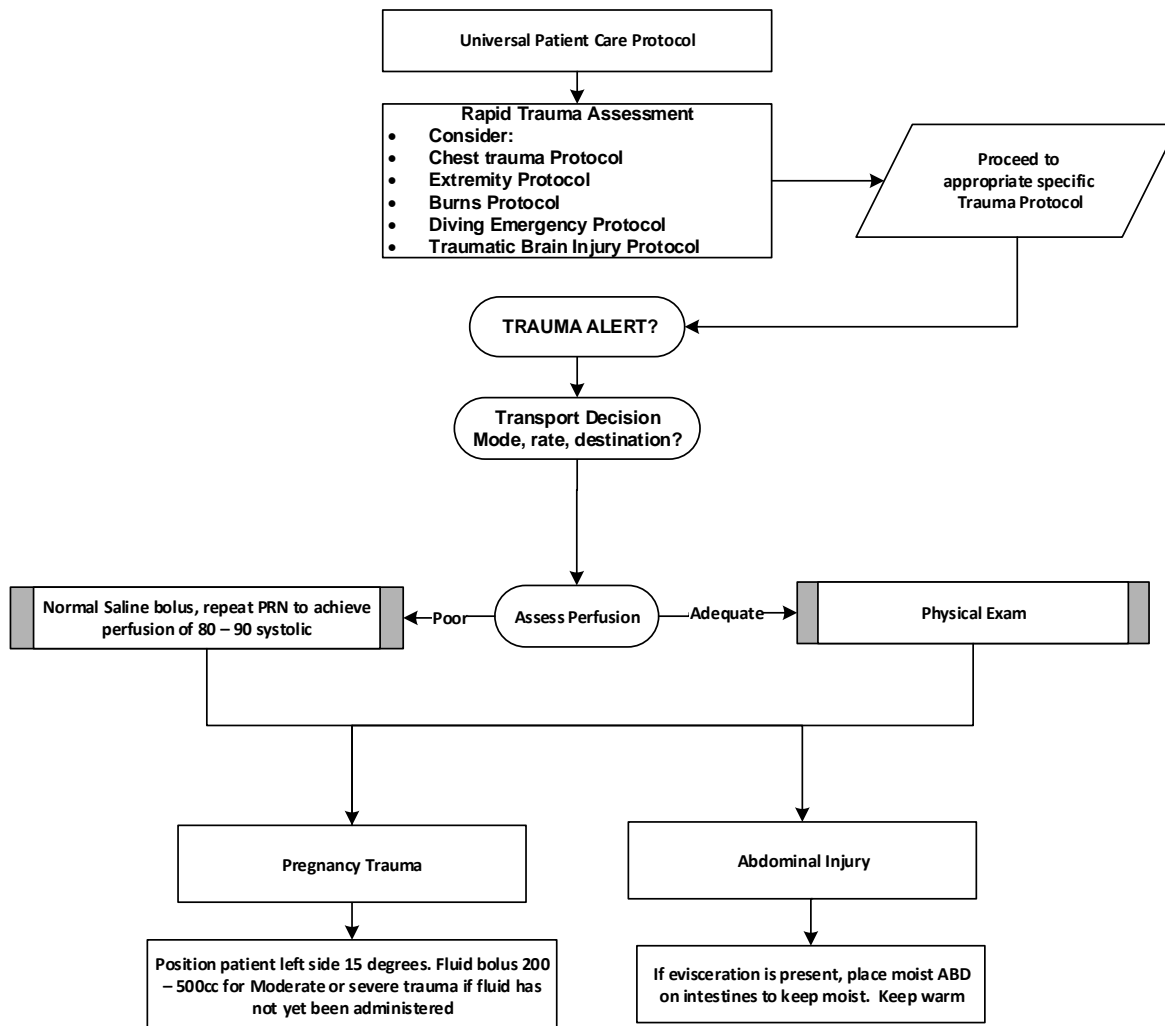 Universal Patient Care Protocol
Rapid Trauma Assessment
• Consider:
• Chest trauma Protocol
• Extremity Protocol
• Burns Protocol
• Diving Emergency Protocol
• Traumatic Brain Injury Protocol
Proceed to
appropriate specific
Trauma Protocol
TRAUMA ALERT?
Transport Decision
Mode, rate, destination?
Normal Saline bolus, repeat PRN to achieve
perfusion of 80 – 90 systolic
Poor
Assess Perfusion
Adequate
Physical Exam
Pregnancy Trauma
Abdominal Injury
Position patient left side 15 degrees. Fluid bolus 200
– 500cc for Moderate or severe trauma if fluid has
not yet been administered
If evisceration is present, place moist ABD
on intestines to keep moist.  Keep warm